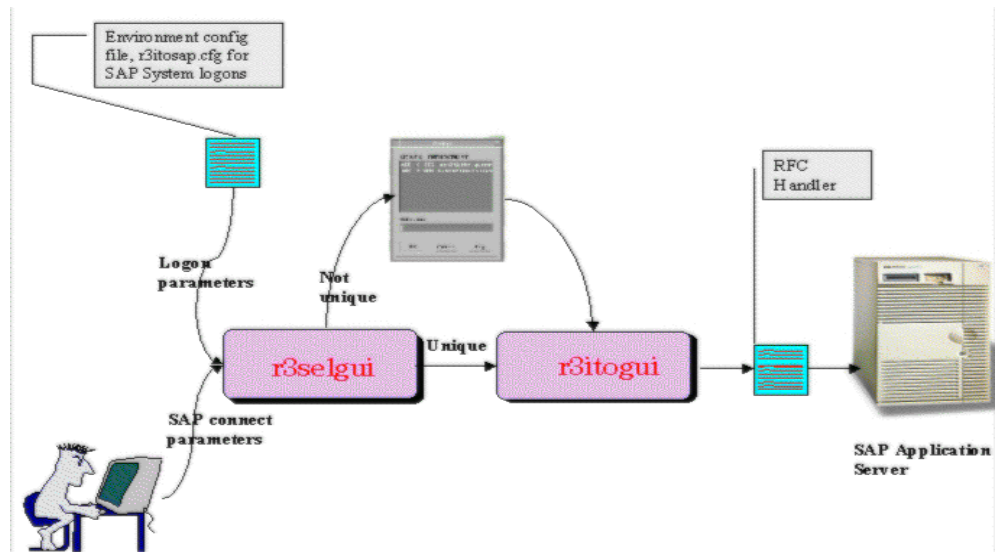 Environment config
file, r3itosap.cfg for
SAP System logons
RFC
Handler
Logon
parameters
Not
unique
Unique
r3selgui
r3itogui
SAP connect
parameters
SAP Application
Server